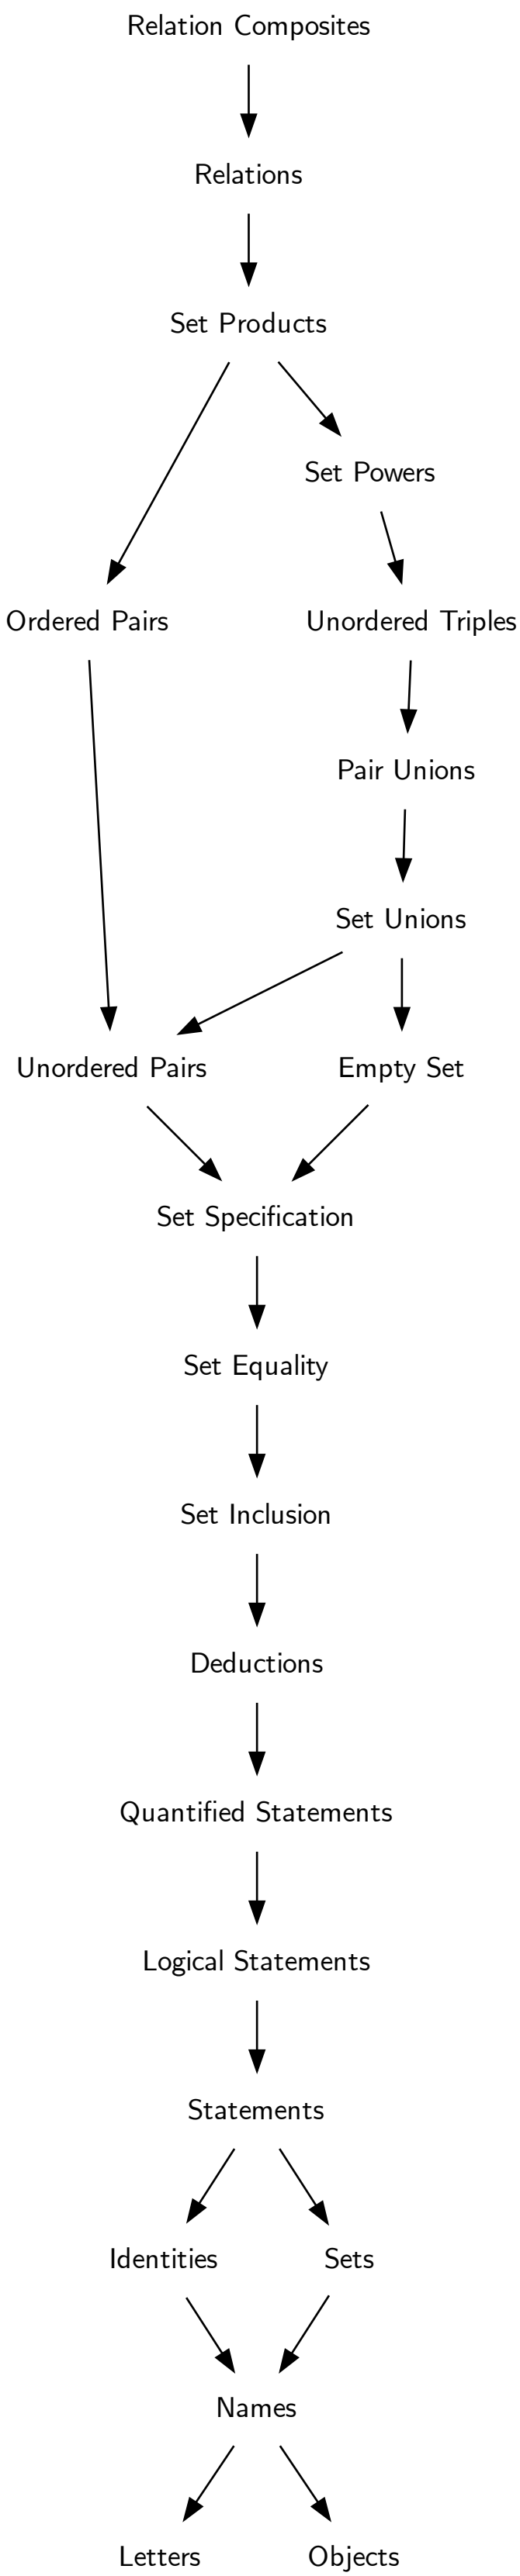 Relation Composites
Relations
Set Products
Set Powers
Ordered Pairs
Unordered Triples
Pair Unions
Set Unions
Unordered Pairs
Empty Set
Set Specification
Set Equality
Set Inclusion
Deductions
Quantified Statements
Logical Statements
Statements
Identities
Sets
Names
Letters
Objects